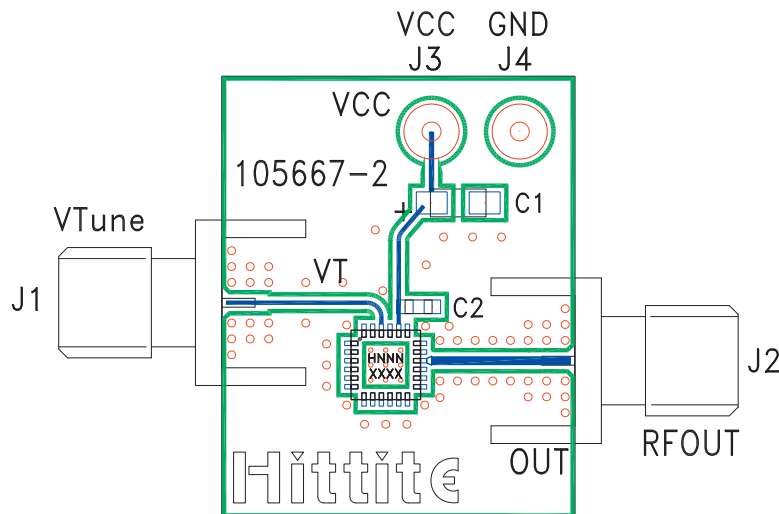 VCC GND
J3 J4
VCC
105667-2
C1
VTune
VT
J1
C2
HNNN
XXXX
J2
RFOUT
OUT
Hittite